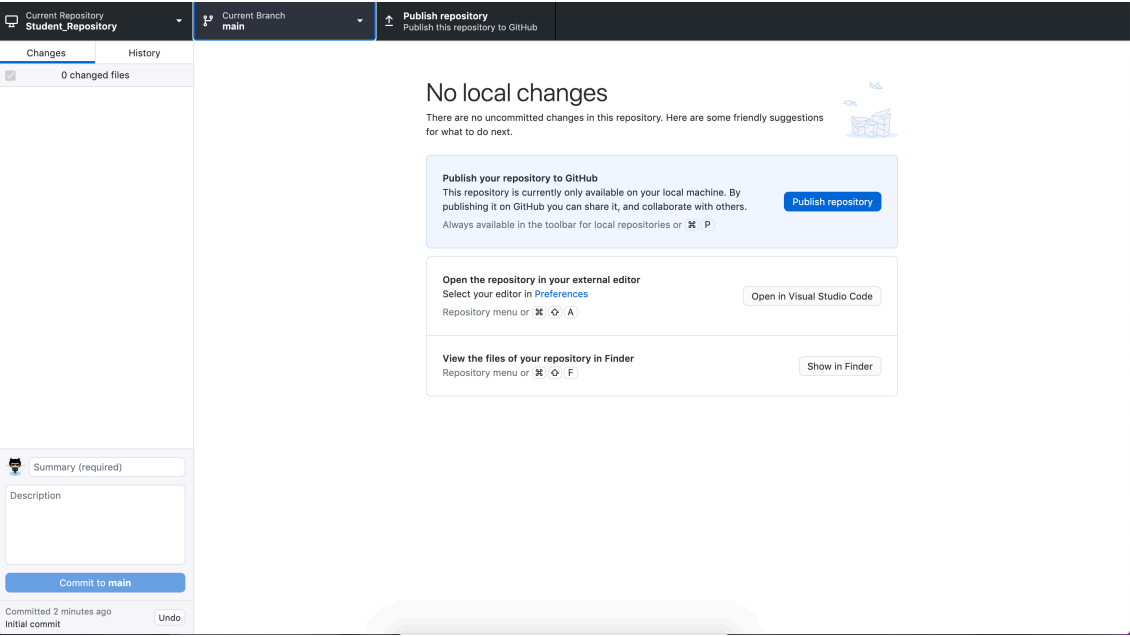 Current Repository
Student_Repository
Current Branch
main
Publish repository
Publish this repository to GitHub
Changes
History
0 changed files
No local changes
There are no uncommitted changes in this repository. Here are some friendly suggestions
for what to do next.
Publish your repository to GitHub
This repository is currently only available on your local machine. By
publishing it on GitHub you can share it, and collaborate with others.
Always available in the toolbar for local repositories or ⌘ P
Publish repository
Open the repository in your external editor
Select your editor in Preferences
Repository menu or ⌘ ⇧ A
Open in Visual Studio Code
View the files of your repository in Finder
Repository menu or ⌘ ⇧ F
Show in Finder
Summary (required)
Description
Commit to main
Committed 2 minutes ago
Initial commit
Undo